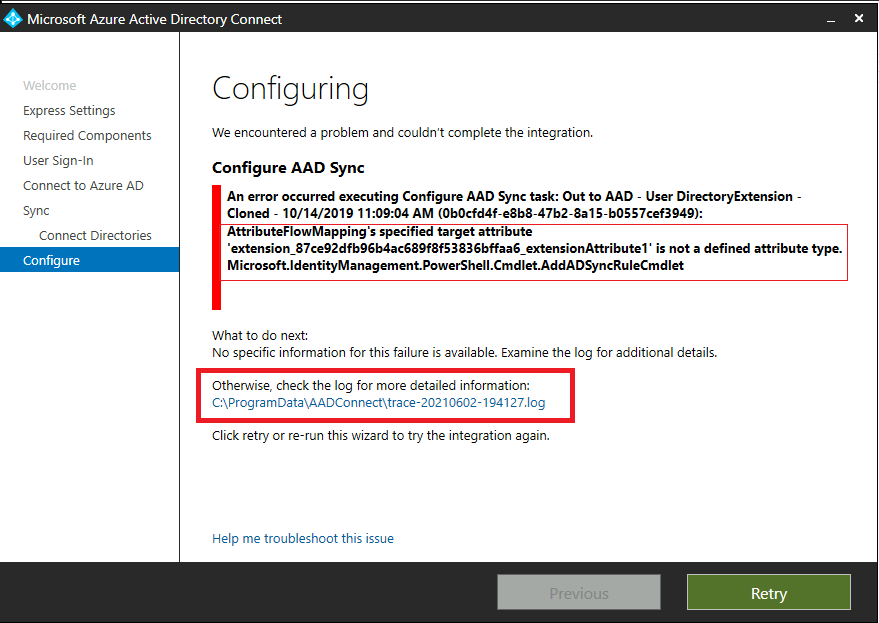 Microsoft Azure Active Directory Connect
Welcome
Express Settings
Required Components
User Sign-In
Connect to Azure AD
Sync
Connect Directories
Configure
Configuring
We encountered a problem and couldn't complete the integration.
Configure AAD Sync
An error occurred executing Configure AAD Sync task: Out to AAD - User DirectoryExtension -
Cloned - 10/14/2019 11:09:04 AM (0b0cfd4f-e8b8-47b2-8a15-b0557cef3949):
AttributeFlowMapping's specified target attribute
'extension_87ce92dfb96b4ac689f8f53836bffaa6_extensionAttribute1' is not a defined attribute type.
Microsoft.IdentityManagement.PowerShell.Cmdlet.AddADSyncRuleCmdlet
What to do next:
No specific information for this failure is available. Examine the log for additional details.
Otherwise, check the log for more detailed information:
C:\ProgramData\AADConnect\trace-20210602-194127.log
Click retry or re-run this wizard to try the integration again.
Help me troubleshoot this issue
Previous
Retry